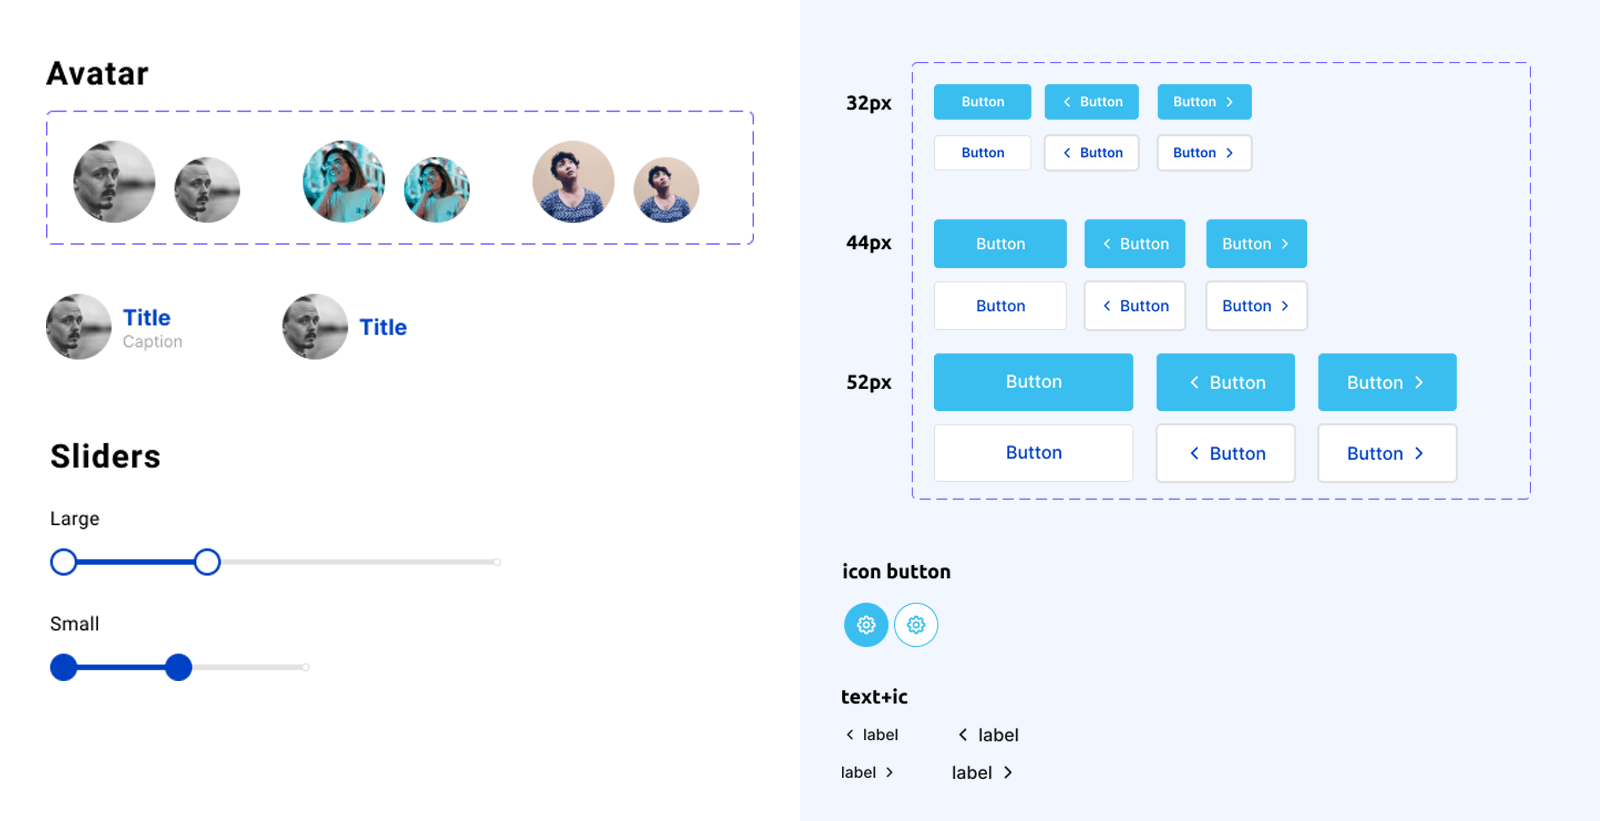 Avatar
Title
Caption
Title
Sliders
Large
Small
32px
Button Button Button
Button Button Button
44px
Button Button Button
Button Button Button
52px
Button Button Button
Button Button Button
icon button
text+ic
label label
label label